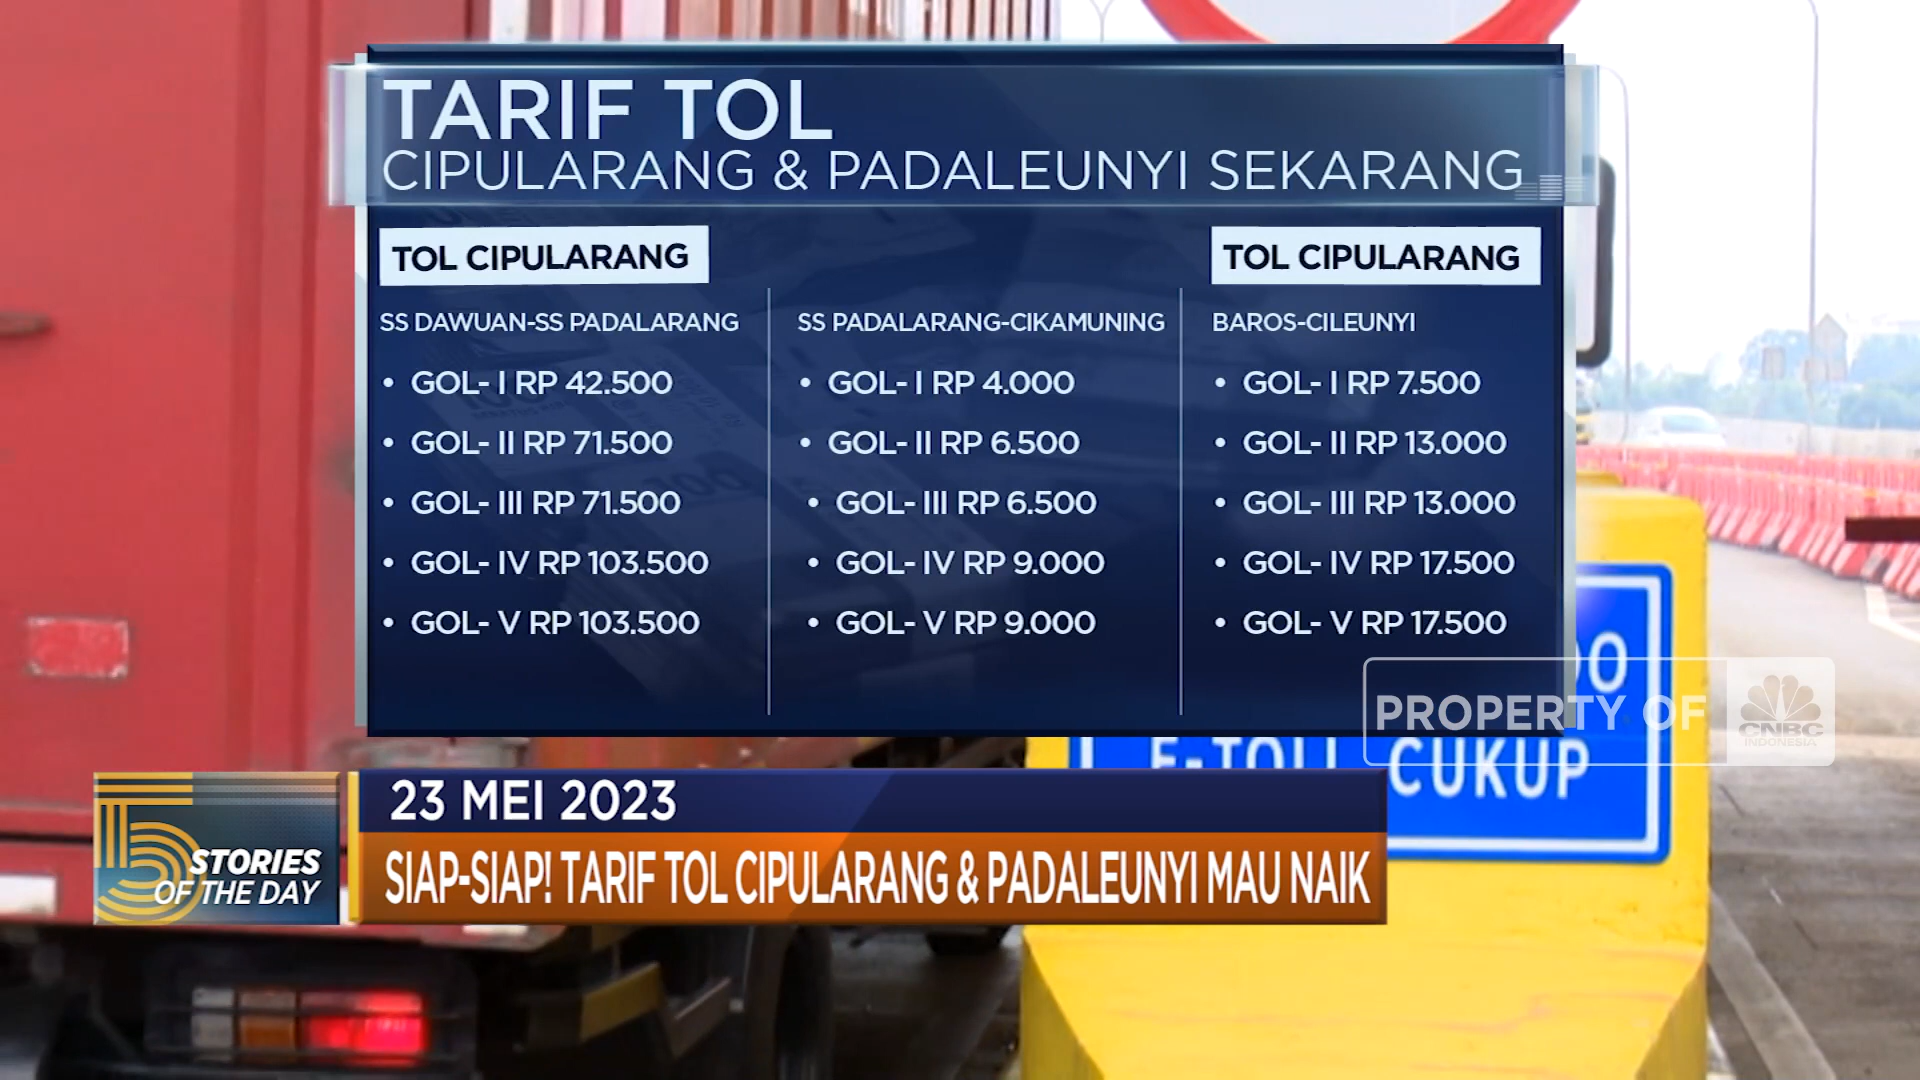 TARIF TOL
CIPULARANG & PADALEUNYI SEKARANG
TOL CIPULARANG
SS DAWUAN-SS PADALARANG
• GOL- I RP 42.500
• GOL- II RP 71.500
• GOL- III RP 71.500
• GOL- IV RP 103.500
• GOL- V RP 103.500
SS PADALARANG-CIKAMUNING
• GOL- I RP 4.000
• GOL- II RP 6.500
• GOL- III RP 6.500
• GOL- IV RP 9.000
• GOL- V RP 9.000
TOL CIPULARANG
BAROS-CILEUNYI
• GOL- I RP 7.500
• GOL- II RP 13.000
• GOL- III RP 13.000
• GOL- IV RP 17.500
• GOL- V RP 17.500
PROPERTY OF CNBC INDONESIA
E-TOLL CUKUP
23 MEI 2023
SIAP-SIAP! TARIF TOL CIPULARANG & PADALEUNYI MAU NAIK
5 STORIES
OF THE DAY